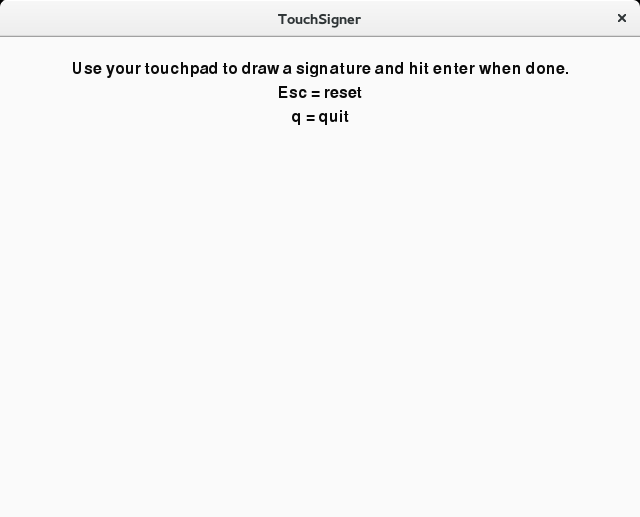 TouchSigner
Use your touchpad to draw a signature and hit enter when done.
Esc = reset
q = quit